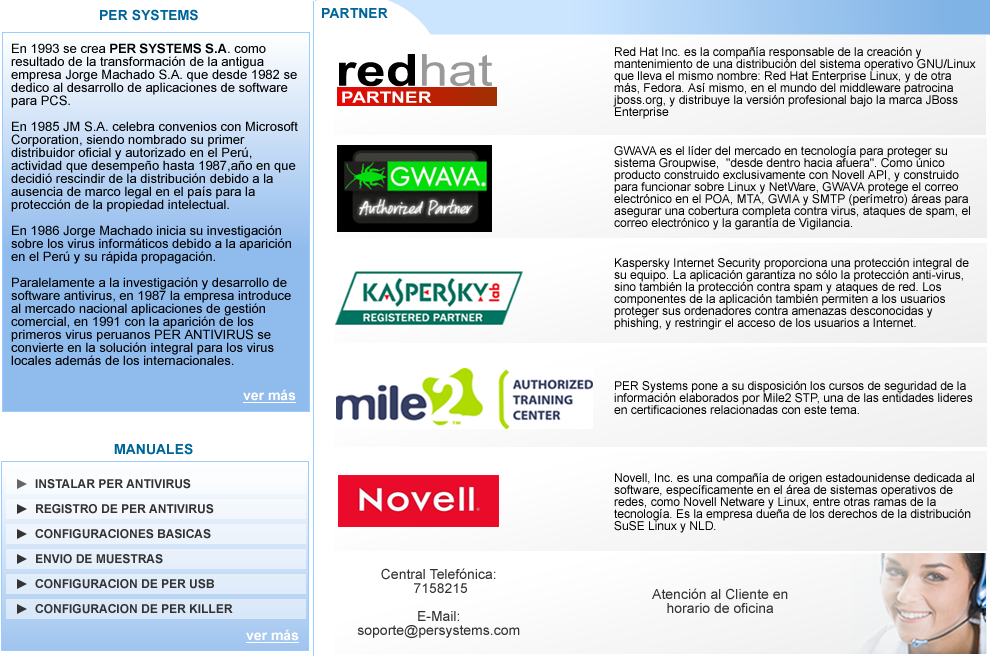 PER SYSTEMS
En 1993 se crea PER SYSTEMS S.A. como
resultado de la transformación de la antigua
empresa Jorge Machado S.A. que desde 1982 se
dedico al desarrollo de aplicaciones de software
para PCS.
En 1985 JM S.A. celebra convenios con Microsoft
Corporation, siendo nombrado su primer
distribuidor oficial y autorizado en el Perú,
actividad que desempeño hasta 1987,año en que
decidió rescindir de la distribución debido a la
ausencia de marco legal en el país para la
protección de la propiedad intelectual.
En 1986 Jorge Machado inicia su investigación
sobre los virus informáticos debido a la aparición
en el Perú y su rápida propagación.
Paralelamente a la investigación y desarrollo de
software antivirus, en 1987 la empresa introduce
al mercado nacional aplicaciones de gestión
comercial, en 1991 con la aparición de los
primeros virus peruanos PER ANTIVIRUS se
convierte en la solución integral para los virus
locales además de los internacionales.
ver más
MANUALES
INSTALAR PER ANTIVIRUS
REGISTRO DE PER ANTIVIRUS
CONFIGURACIONES BASICAS
ENVIO DE MUESTRAS
CONFIGURACION DE PER USB
CONFIGURACION DE PER KILLER
ver más
PARTNER
redhat
PARTNER
Red Hat Inc. es la compañía responsable de la creación y
mantenimiento de una distribución del sistema operativo GNU/Linux
que lleva el mismo nombre: Red Hat Enterprise Linux, y de otra
más, Fedora. Así mismo, en el mundo del middleware patrocina
jboss.org, y distribuye la versión profesional bajo la marca JBoss
Enterprise
GWAVA.
Authorized Partner
GWAVA es el líder del mercado en tecnología para proteger su
sistema Groupwise, "desde dentro hacia afuera". Como único
producto construido exclusivamente con Novell API, y construido
para funcionar sobre Linux y NetWare, GWAVA protege el correo
electrónico en el POA, MTA, GWIA y SMTP (perímetro) áreas para
asegurar una cobertura completa contra virus, ataques de spam, el
correo electrónico y la garantía de Vigilancia.
KASPERSKY lab
REGISTERED PARTNER
Kaspersky Internet Security proporciona una protección integral de
su equipo. La aplicación garantiza no sólo la protección anti-virus,
sino también la protección contra spam y ataques de red. Los
componentes de la aplicación también permiten a los usuarios
proteger sus ordenadores contra amenazas desconocidas y
phishing, y restringir el acceso de los usuarios a Internet.
mile2
AUTHORIZED
TRAINING
CENTER
PER Systems pone a su disposición los cursos de seguridad de la
información elaborados por Mile2 STP, una de las entidades lideres
en certificaciones relacionadas con este tema.
Novell.
Novell, Inc. es una compañía de origen estadounidense dedicada al
software, específicamente en el área de sistemas operativos de
redes, como Novell Netware y Linux, entre otras ramas de la
tecnología. Es la empresa dueña de los derechos de la distribución
SuSE Linux y NLD.
Central Telefónica:
7158215
E-Mail:
soporte@persystems.com
Atención al Cliente en
horario de oficina